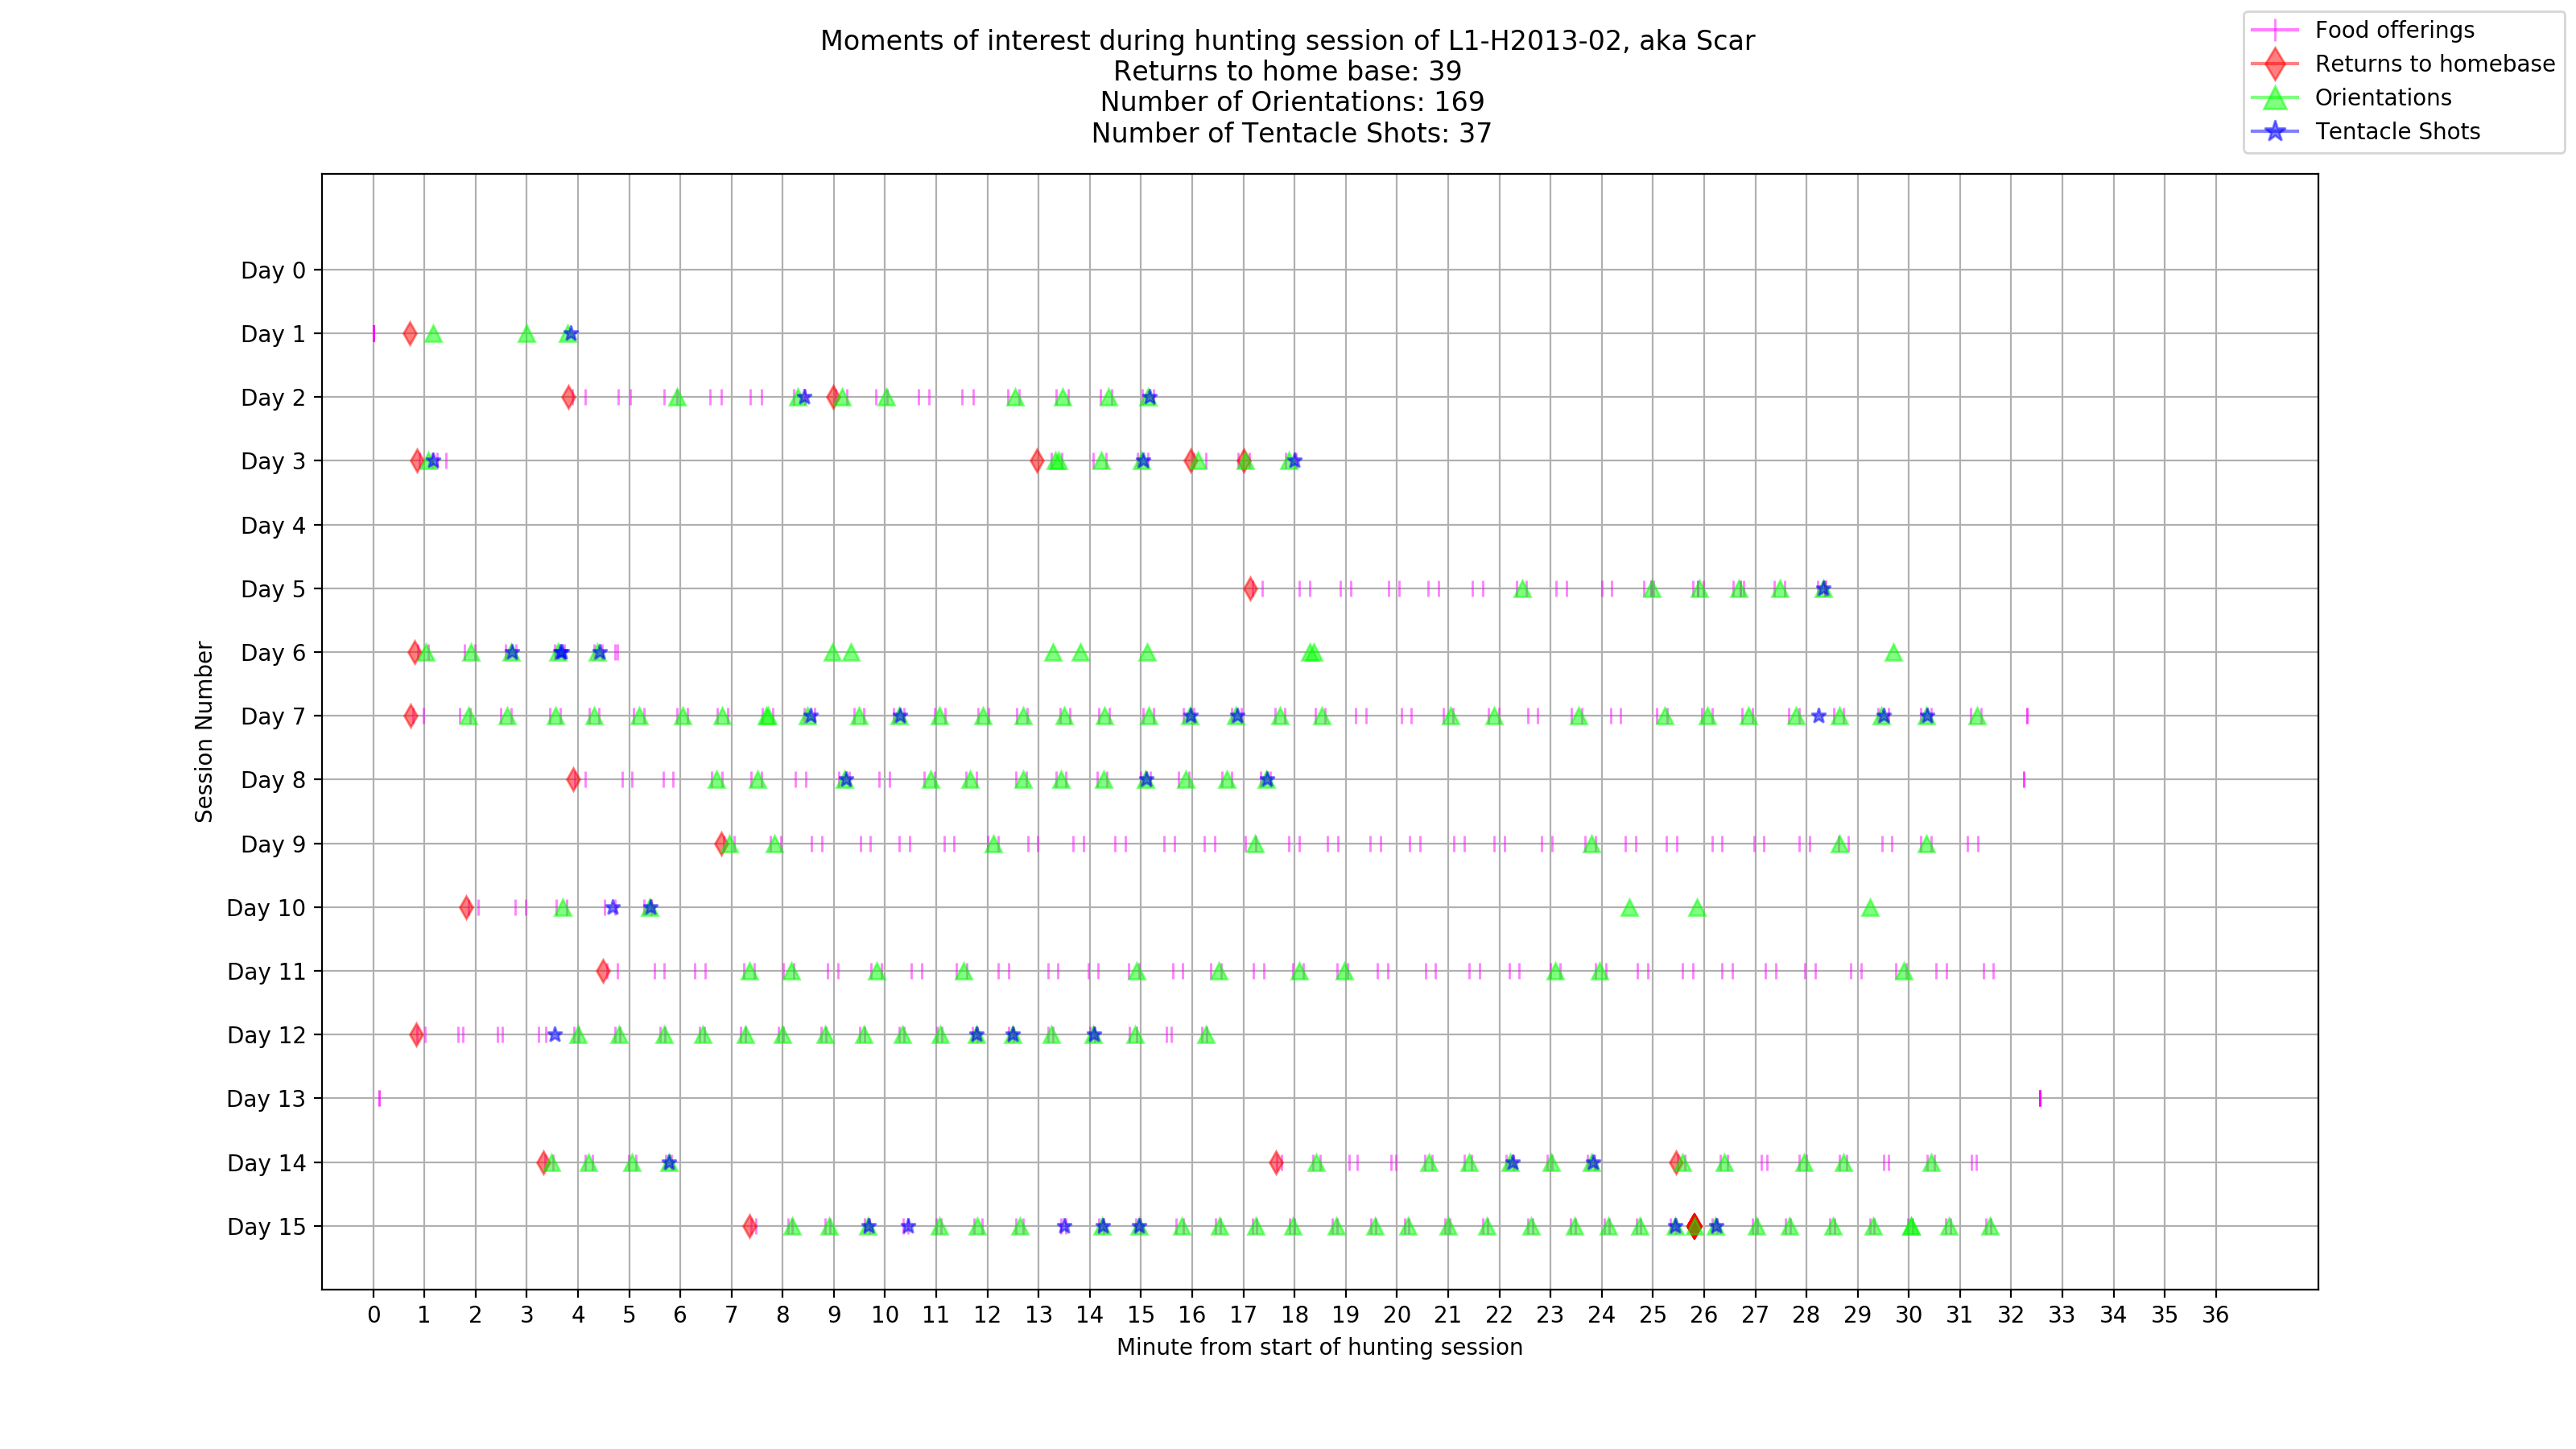 Moments of interest during hunting session of L1-H2013-02, aka Scar
Returns to home base: 39
Number of Orientations: 169
Number of Tentacle Shots: 37
Food offerings
Returns to homebase
Orientations
Tentacle Shots
Session Number
Day 0
Day 1
Day 2
Day 3
Day 4
Day 5
Day 6
Day 7
Day 8
Day 9
Day 10
Day 11
Day 12
Day 13
Day 14
Day 15
0 1 2 3 4 5 6 7 8 9 10 11 12 13 14 15 16 17 18 19 20 21 22 23 24 25 26 27 28 29 30 31 32 33 34 35 36
Minute from start of hunting session